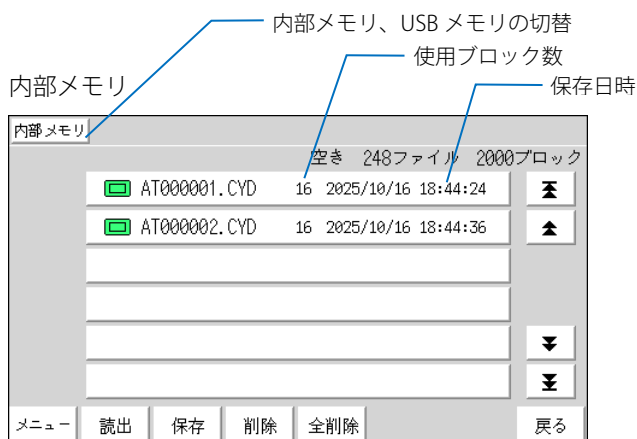 内部メモリ、USB メモリの切替
使用ブロック数
内部メモリ
保存日時
内部メモリ
空き 248ファイル 2000ブロック
AT000001.CYD 16 2025/10/16 18:44:24
AT000002.CYD 16 2025/10/16 18:44:36
メニュー 読出 保存 削除 全削除 戻る